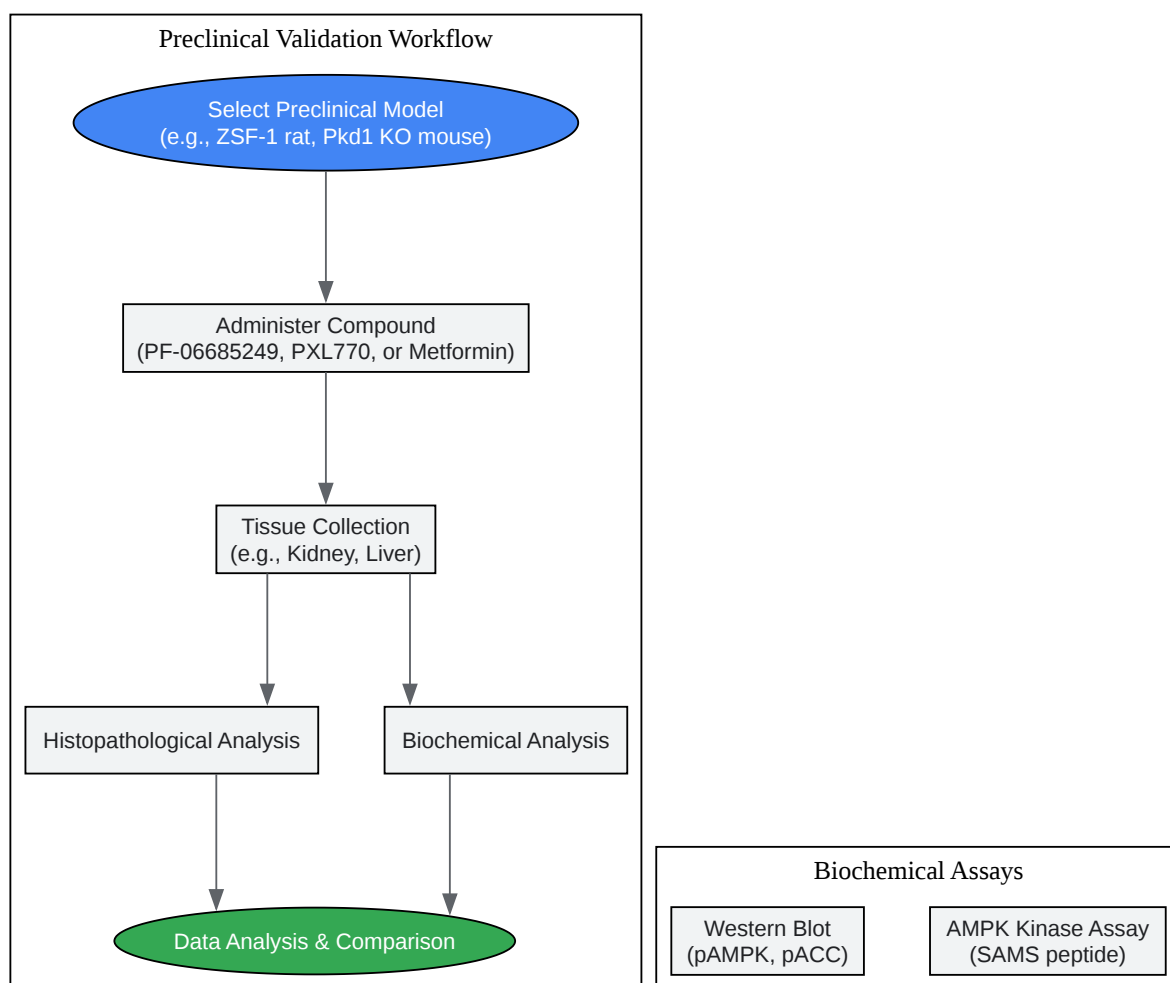 Preclinical Validation Workflow
Select Preclinical Model
(e.g., ZSF-1 rat, Pkd1 KO mouse)
Administer Compound
(PF-06685249, PXL770, or Metformin)
Tissue Collection
(e.g., Kidney, Liver)
Histopathological Analysis
Biochemical Analysis
Data Analysis & Comparison
Biochemical Assays
Western Blot
(pAMPK, pACC)
AMPK Kinase Assay
(SAMS peptide)